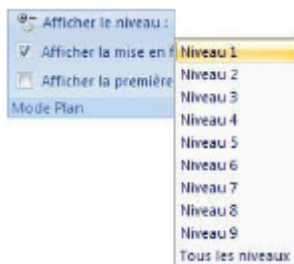 Afficher le niveau :
Afficher la mise en f
Afficher la première
Mode Plan
Niveau 1
Niveau 2
Niveau 3
Niveau 4
Niveau 5
Niveau 6
Niveau 7
Niveau 8
Niveau 9
Tous les niveaux